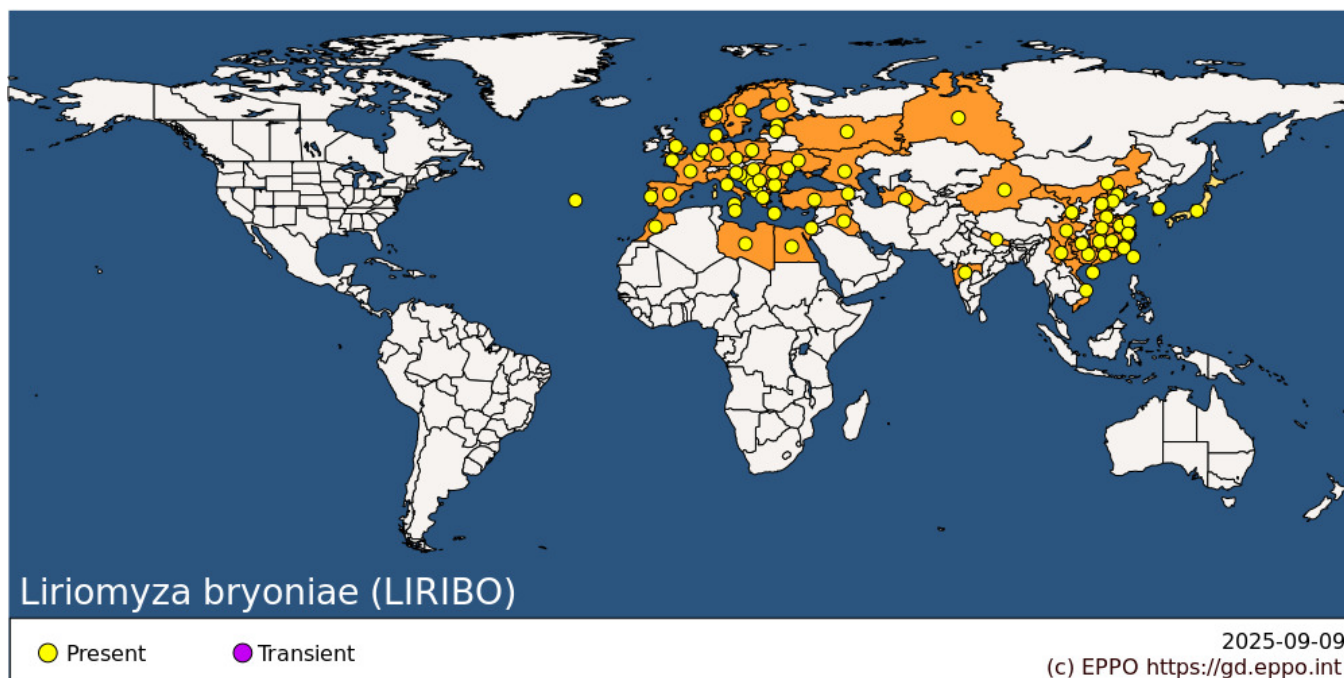 Liriomyza bryoniae (LIRIBO)
Present
Transient
2025-09-09
(c) EPPO https://gd.eppo.int